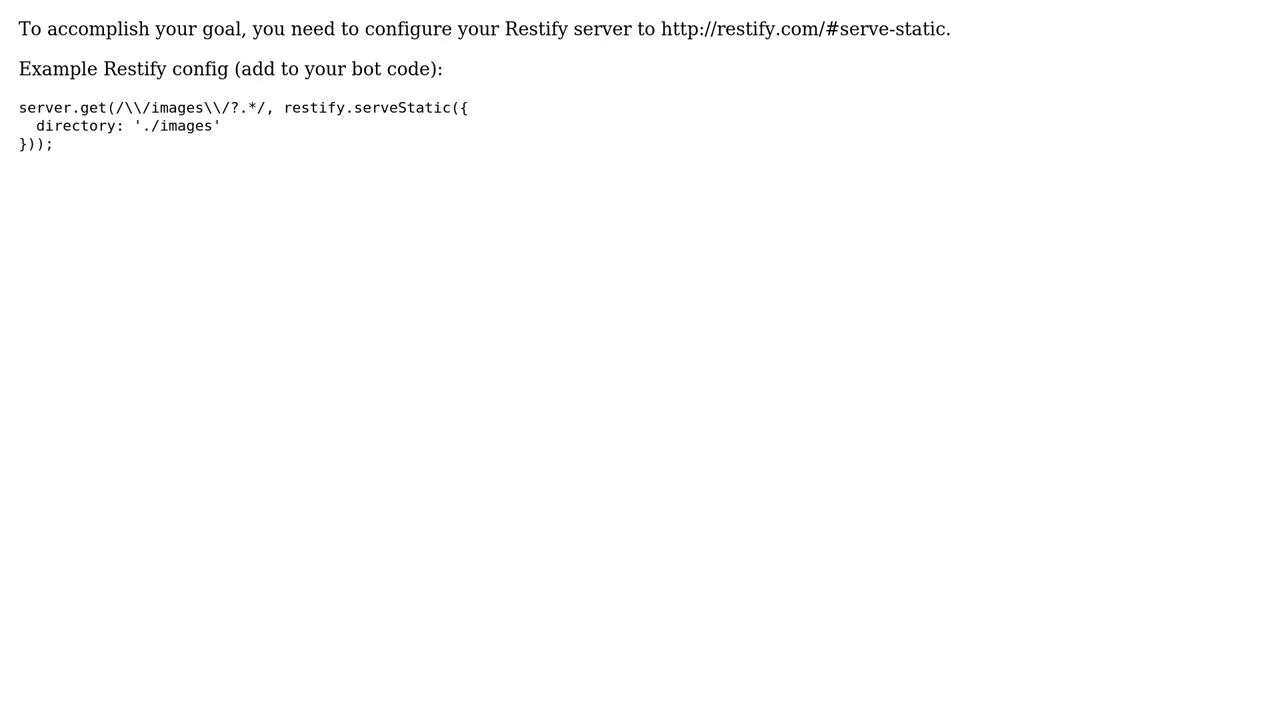 To accomplish your goal, you need to configure your Restify server to http://restify.com/#serve-static.
Example Restify config (add to your bot code):
server.get(/\\/images\\/?.*/, restify.serveStatic({
  directory: './images'
}));